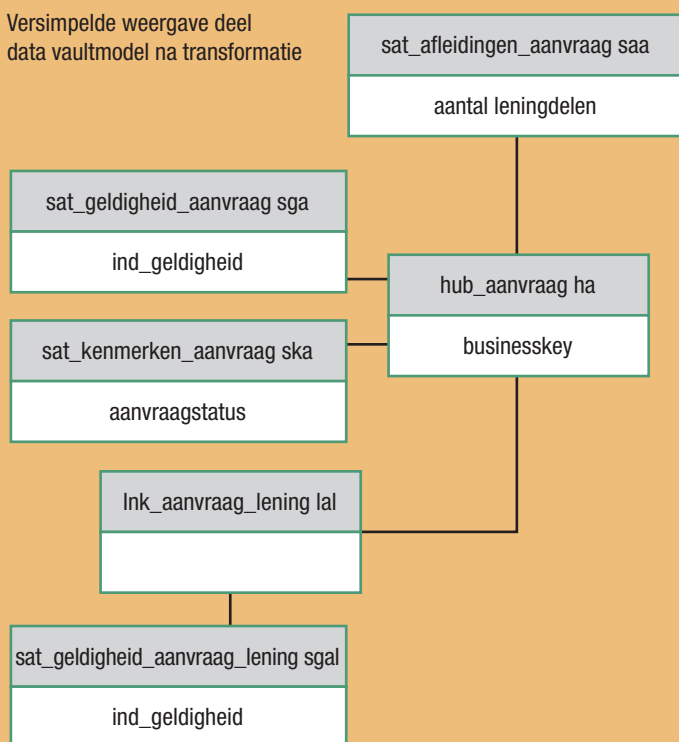 Versimpelde weergave deel
data vaultmodel na transformatie
sat_afleidingen_aanvraag saa
aantal leningdelen
sat_geldigheid_aanvraag sga
ind_geldigheid
hub_aanvraag ha
businesskey
sat_kenmerken_aanvraag ska
aanvraagstatus
lnk_aanvraag_lening lal
sat_geldigheid_aanvraag_lening sgal
ind_geldigheid